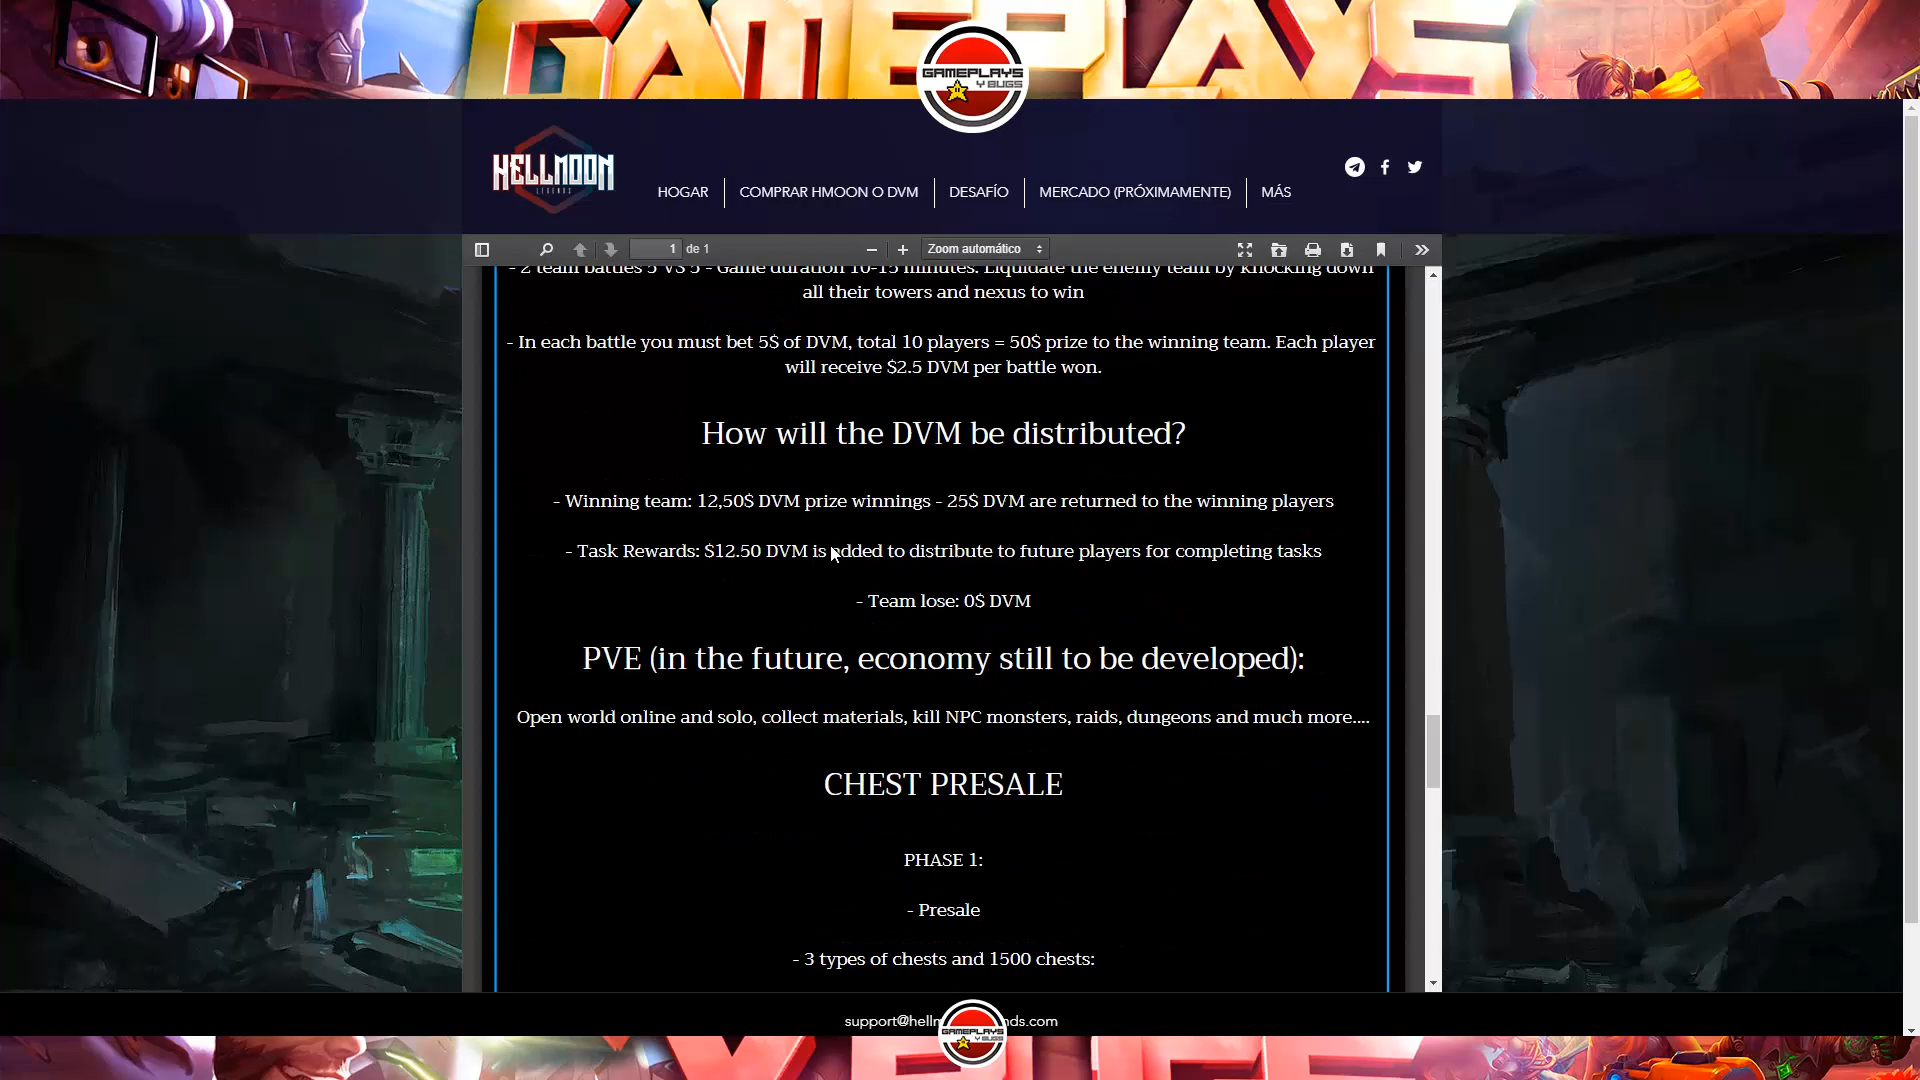 GAMEPLAYS
GAMEPLAYS
Y BUGS
HELLMOON
LEGENDS
HOGAR
COMPRAR HMOON O DVM
DESAFÍO
MERCADO (PRÓXIMAMENTE)
MÁS
1 de 1
Zoom automático
- 2 team battles 5 VS 5 - Game duration 10-15 minutes. Liquidate the enemy team by knocking down
all their towers and nexus to win
- In each battle you must bet 5$ of DVM, total 10 players = 50$ prize to the winning team. Each player
will receive $2.5 DVM per battle won.
How will the DVM be distributed?
- Winning team: 12,50$ DVM prize winnings - 25$ DVM are returned to the winning players
- Task Rewards: $12.50 DVM is added to distribute to future players for completing tasks
- Team lose: 0$ DVM
PVE (in the future, economy still to be developed):
Open world online and solo, collect materials, kill NPC monsters, raids, dungeons and much more....
CHEST PRESALE
PHASE 1:
- Presale
- 3 types of chests and 1500 chests:
GAMEPLAYS
Y BUGS